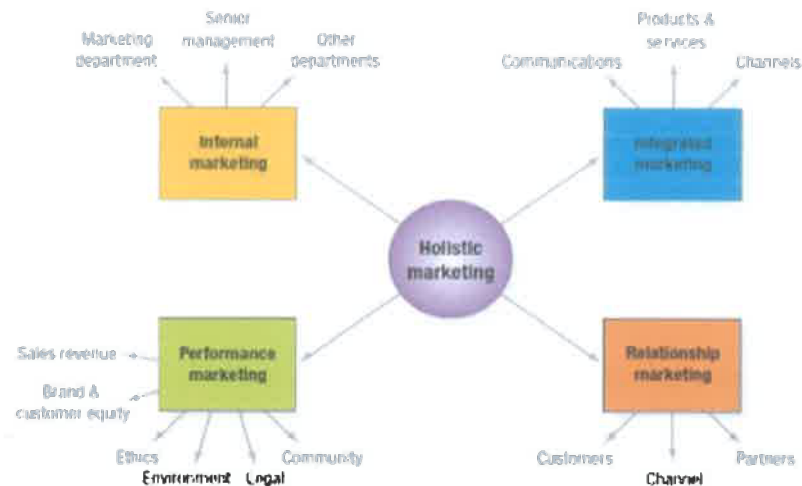 Senior
management
Marketing
department
Other
departments
Products &
services
Communications
Channels
Internal
marketing
Integrated
marketing
Holistic
marketing
Sales revenue
Performance
marketing
Brand &
customer equity
Ethics
Environment
Legal
Community
Relationship
marketing
Customers
Channel
Partners